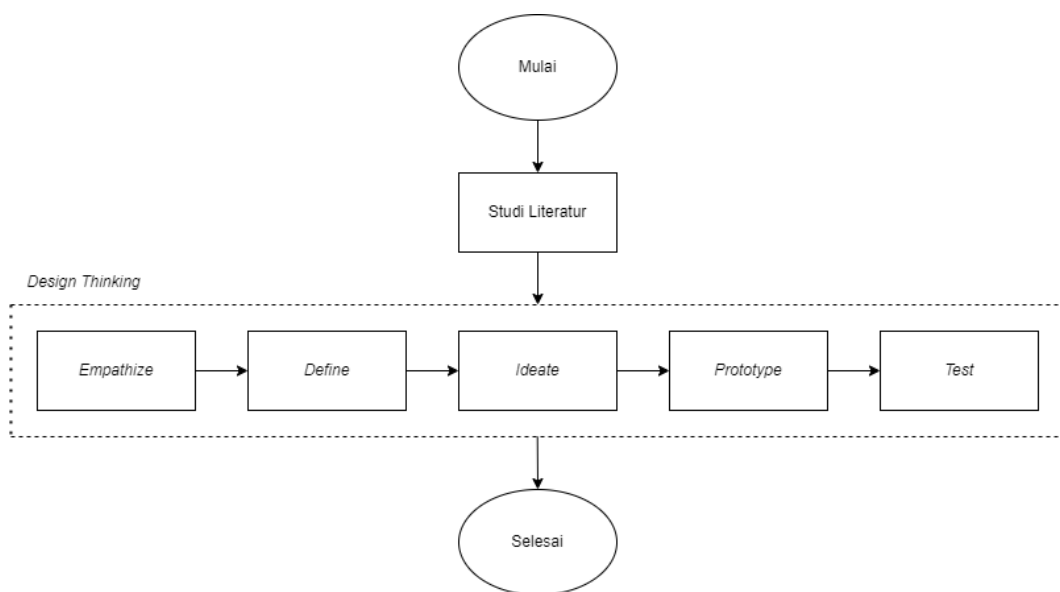 Mulai
Studi Literatur
Design Thinking
Empathize
Define
Ideate
Prototype
Test
Selesai